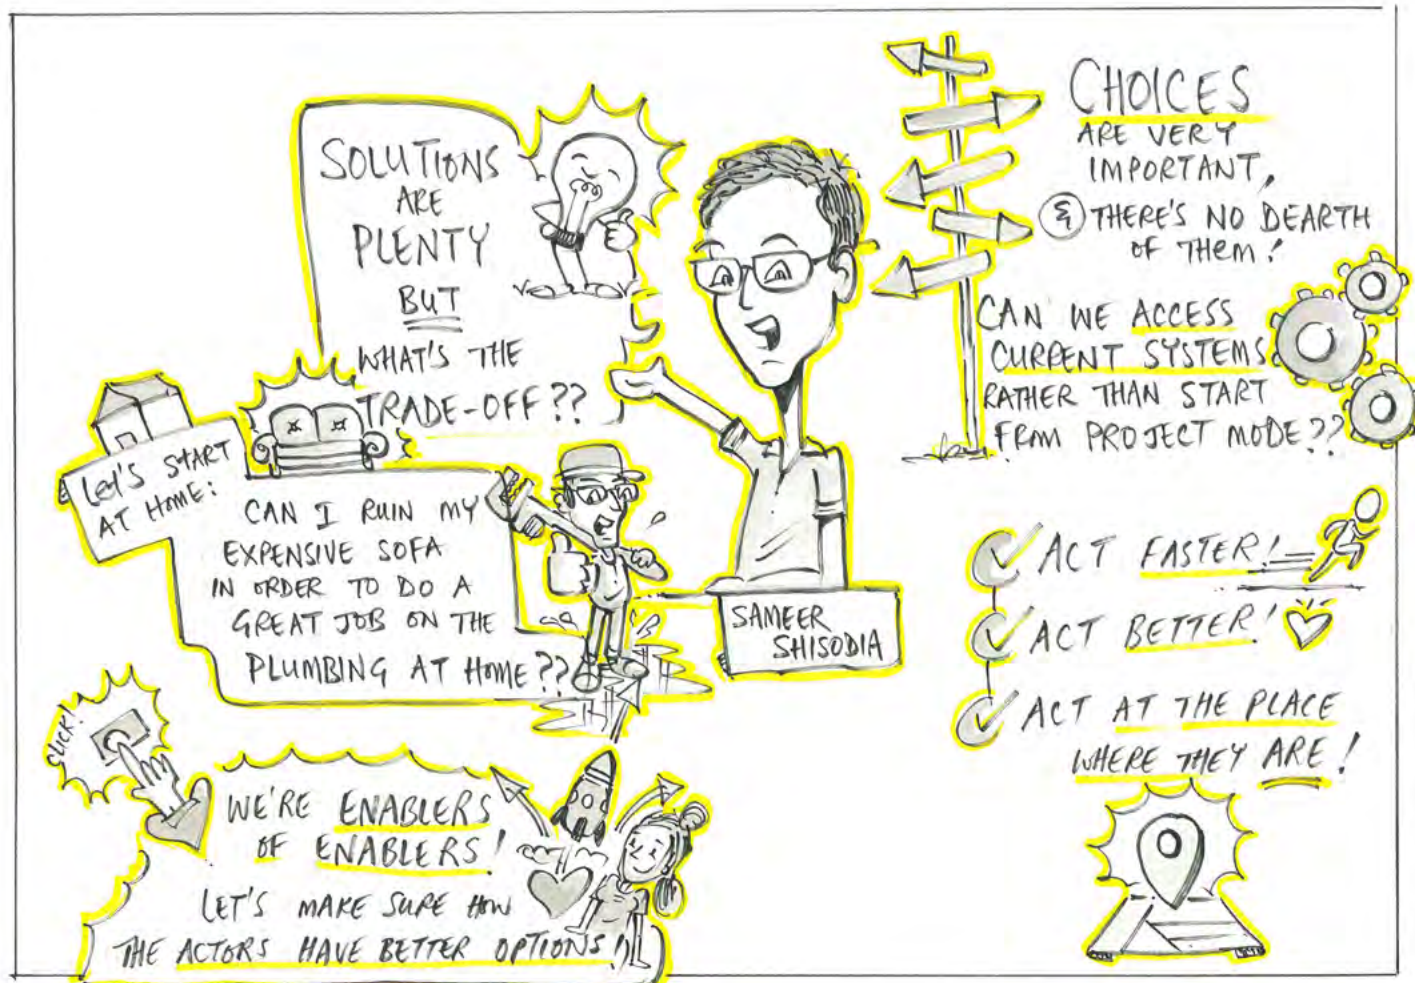 SOLUTIONS
ARE
PLENTY
BUT
WHAT'S THE
TRADE-OFF??
LET'S START
AT HOME:
CAN I RUIN MY
EXPENSIVE SOFA
IN ORDER TO DO A
GREAT JOB ON THE
PLUMBING AT HOME??
SAMEER
SHISODIA
CLICK!
WE'RE ENABLERS
OF ENABLERS!
LET'S MAKE SURE HOW
THE ACTORS HAVE BETTER OPTIONS!
CHOICES
ARE VERY
IMPORTANT,
& THERE'S NO DEARTH
OF THEM!
CAN WE ACCESS
CURRENT SYSTEMS
RATHER THAN START
FROM PROJECT MODE??
ACT FASTER!
ACT BETTER!
ACT AT THE PLACE
WHERE THEY ARE!